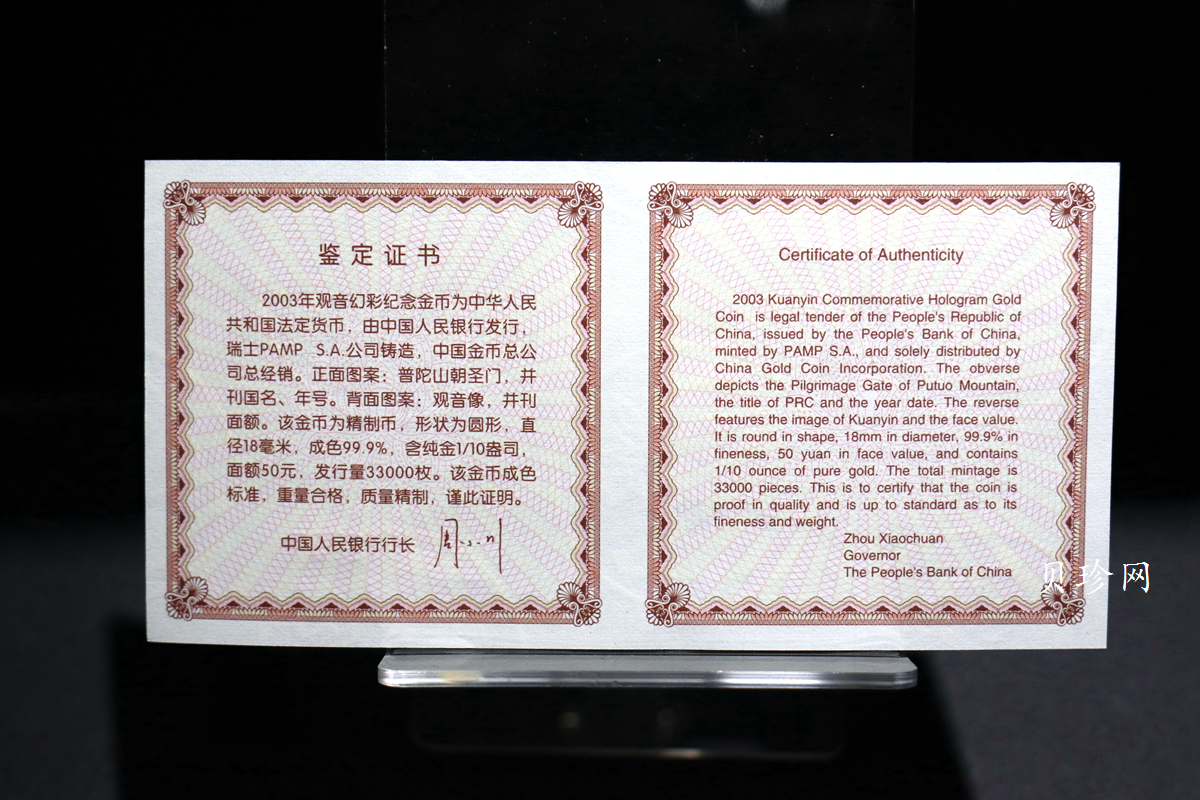 鉴定证书
2003年观音幻彩纪念金币为中华人民
共和国法定货币，由中国人民银行发行，
瑞士PAMP S.A.公司铸造，中国金币总公
司总经销。正面图案：普陀山朝圣门，并
刊国名、年号。背面图案：观音像，并刊
面额。该金币为精制币，形状为圆形，直
径18毫米，成色99.9%，含纯金1/10盎司，
面额50元，发行量33000枚。该金币成色
标准，重量合格，质量精制，谨此证明。
中国人民银行行长 周小川
Certificate of Authenticity
2003 Kuanyin Commemorative Hologram Gold
Coin is legal tender of the People's Republic of
China, issued by the People's Bank of China,
minted by PAMP S.A., and solely distributed by
China Gold Coin Incorporation. The obverse
depicts the Pilgrimage Gate of Putuo Mountain,
the title of PRC and the year date. The reverse
features the image of Kuanyin and the face value.
It is round in shape, 18mm in diameter, 99.9% in
fineness, 50 yuan in face value, and contains
1/10 ounce of pure gold. The total mintage is
33000 pieces. This is to certify that the coin is
proof in quality and is up to standard as to its
fineness and weight.
Zhou Xiaochuan
Governor
The People's Bank of China
贝珍网